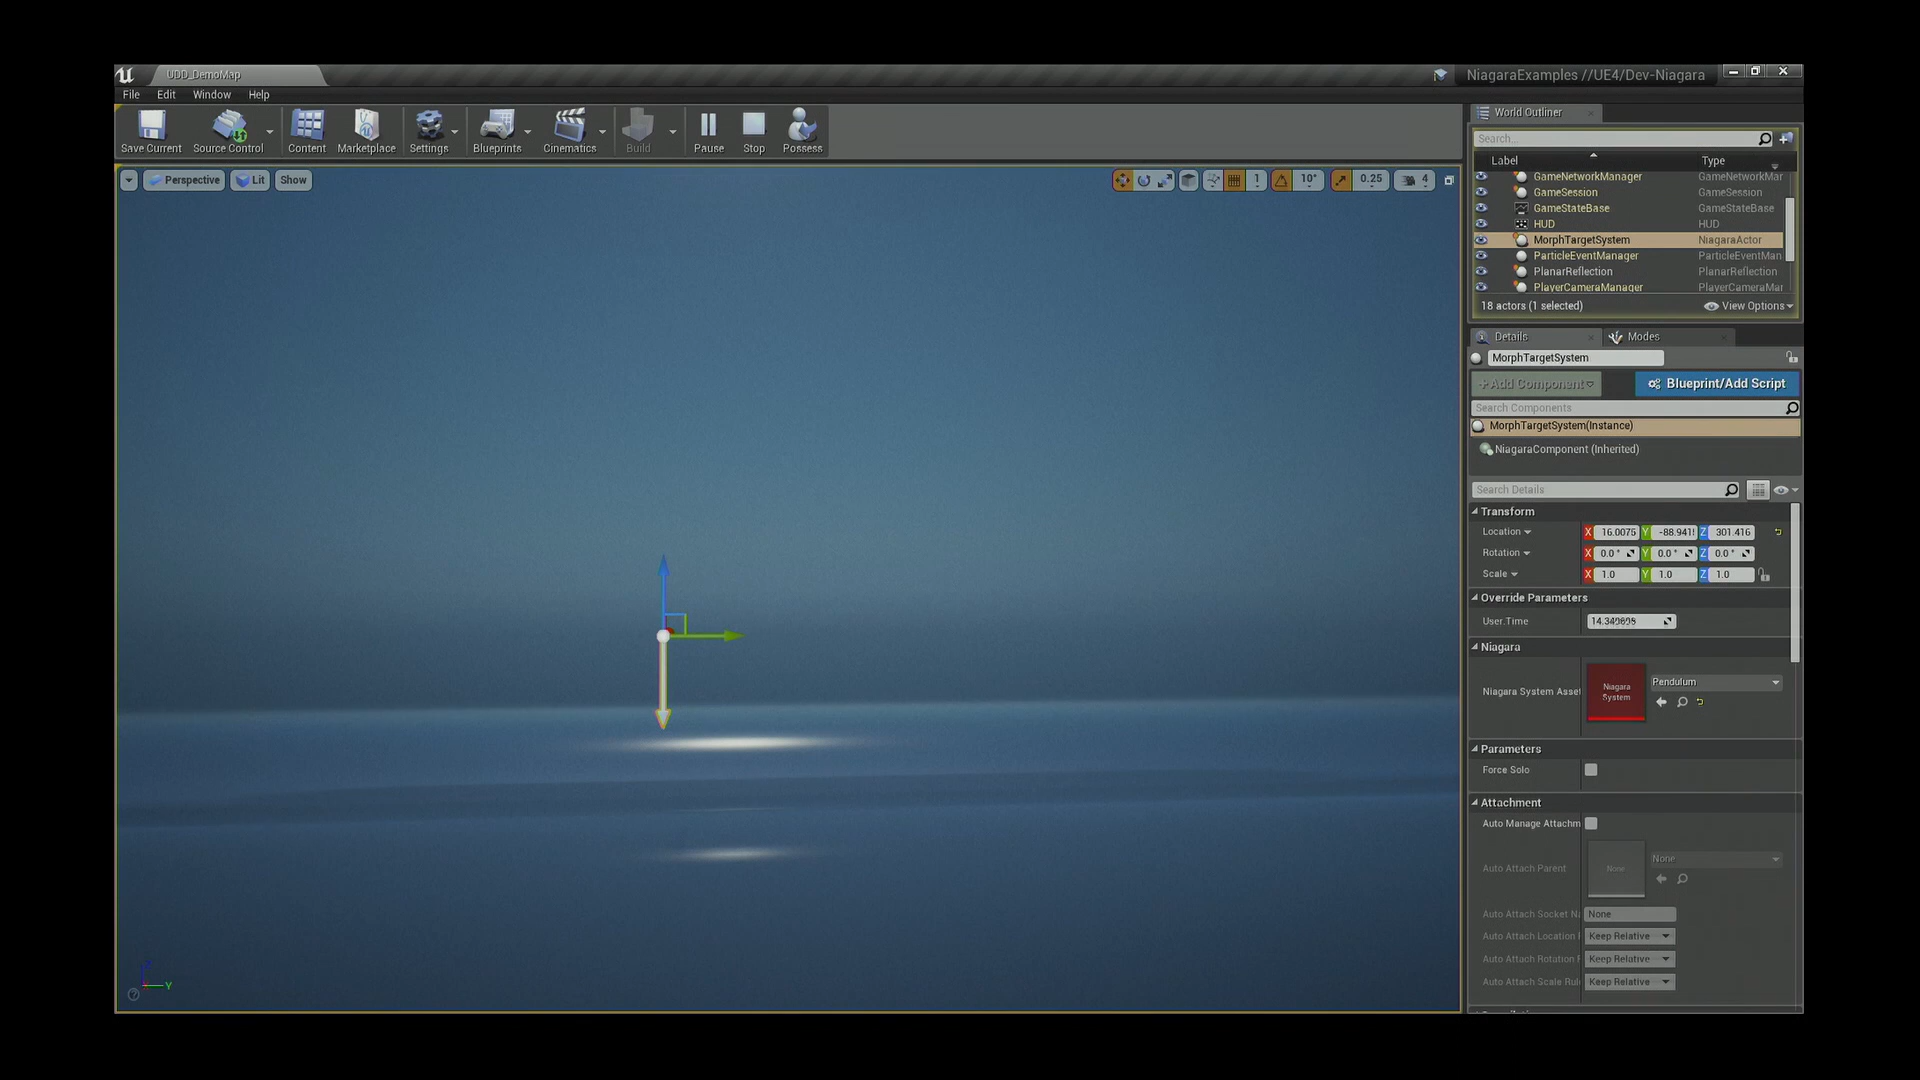 UDD_DemoMap
NiagaraExamples //UE4/Dev-Niagara
File Edit Window Help
Save Current Source Control Content Marketplace Settings Blueprints Cinematics Build Pause Stop Possess
Perspective Lit Show
1 10° 0.25 4
World Outliner
Search...
Label Type
GameNetworkManager GameNetworkMar
GameSession GameSession
GameStateBase GameStateBase
HUD HUD
MorphTargetSystem NiagaraActor
ParticleEventManager ParticleEventMan
PlanarReflection PlanarReflection
PlayerCameraManager PlayerCameraMar
18 actors (1 selected) View Options
Details Modes
MorphTargetSystem
+Add Component Blueprint/Add Script
Search Components
MorphTargetSystem(Instance)
NiagaraComponent (Inherited)
Search Details
Transform
Location X 16.0075 Y -88.941 Z 301.416
Rotation X 0.0° Y 0.0° Z 0.0°
Scale X 1.0 Y 1.0 Z 1.0
Override Parameters
User.Time
Niagara
Niagara System Asset
Niagara System
Pendulum
Parameters
Force Solo
Attachment
Auto Manage Attachm
Auto Attach Parent None None
Auto Attach Socket Na None
Auto Attach Location Keep Relative
Auto Attach Rotation Keep Relative
Auto Attach Scale Rul Keep Relative
Z
Y